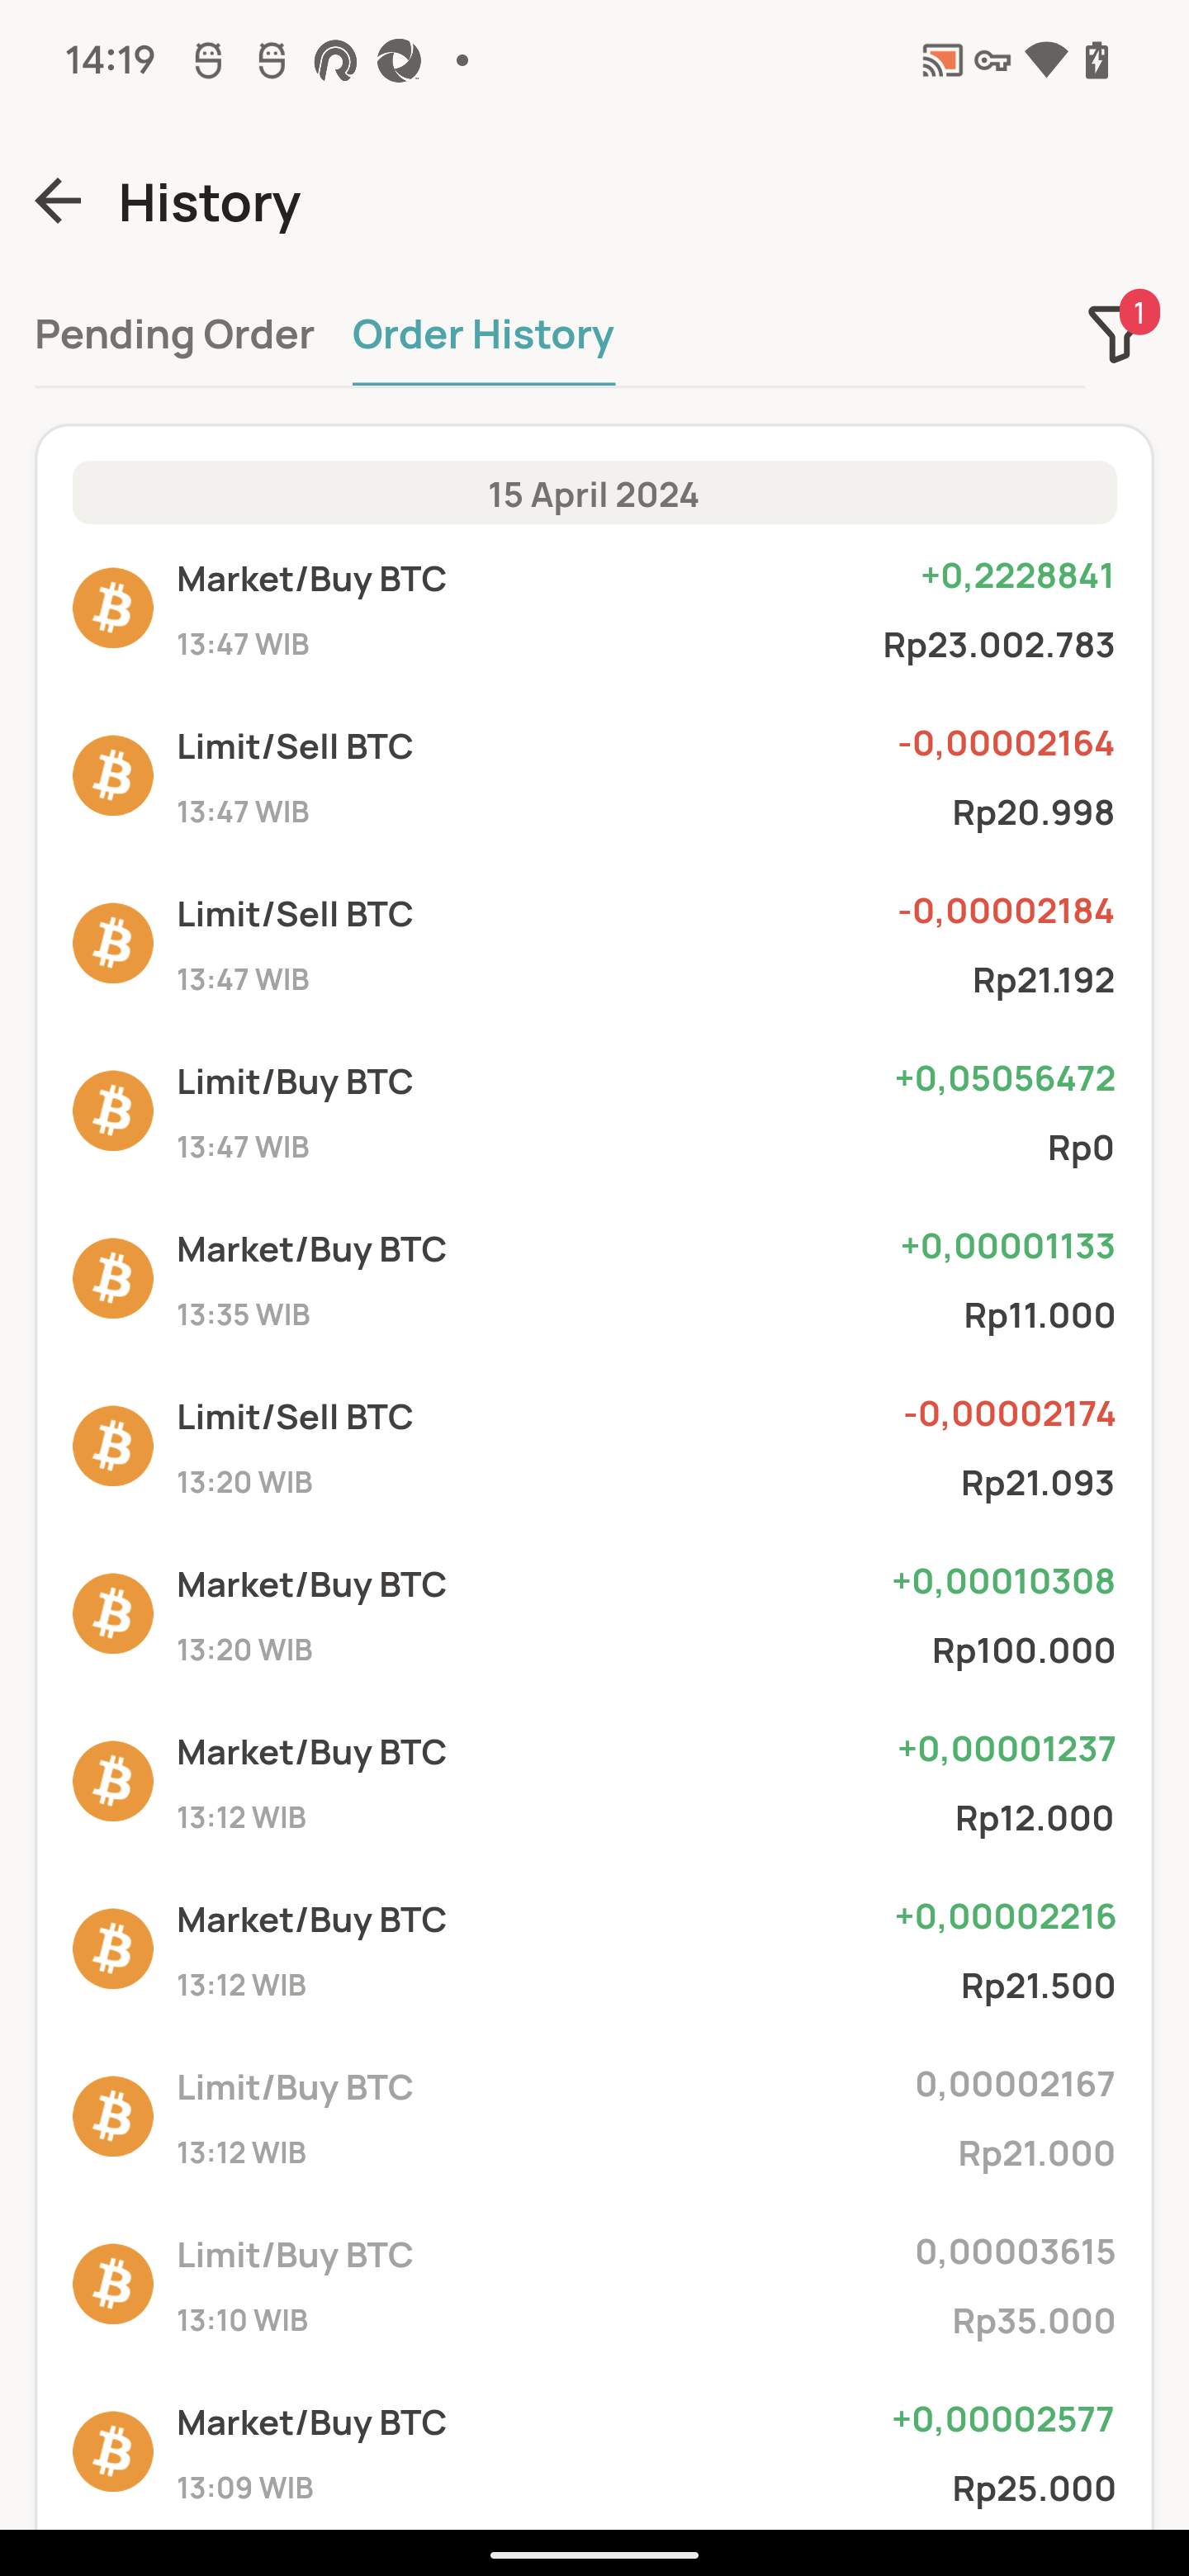 14:19
History
Pending Order Order History 1
15 April 2024
Market/Buy BTC +0,2228841
13:47 WIB Rp23.002.783
Limit/Sell BTC -0,00002164
13:47 WIB Rp20.998
Limit/Sell BTC -0,00002184
13:47 WIB Rp21.192
Limit/Buy BTC +0,05056472
13:47 WIB Rp0
Market/Buy BTC +0,00001133
13:35 WIB Rp11.000
Limit/Sell BTC -0,00002174
13:20 WIB Rp21.093
Market/Buy BTC +0,00010308
13:20 WIB Rp100.000
Market/Buy BTC +0,00001237
13:12 WIB Rp12.000
Market/Buy BTC +0,00002216
13:12 WIB Rp21.500
Limit/Buy BTC 0,00002167
13:12 WIB Rp21.000
Limit/Buy BTC 0,00003615
13:10 WIB Rp35.000
Market/Buy BTC +0,00002577
13:09 WIB Rp25.000